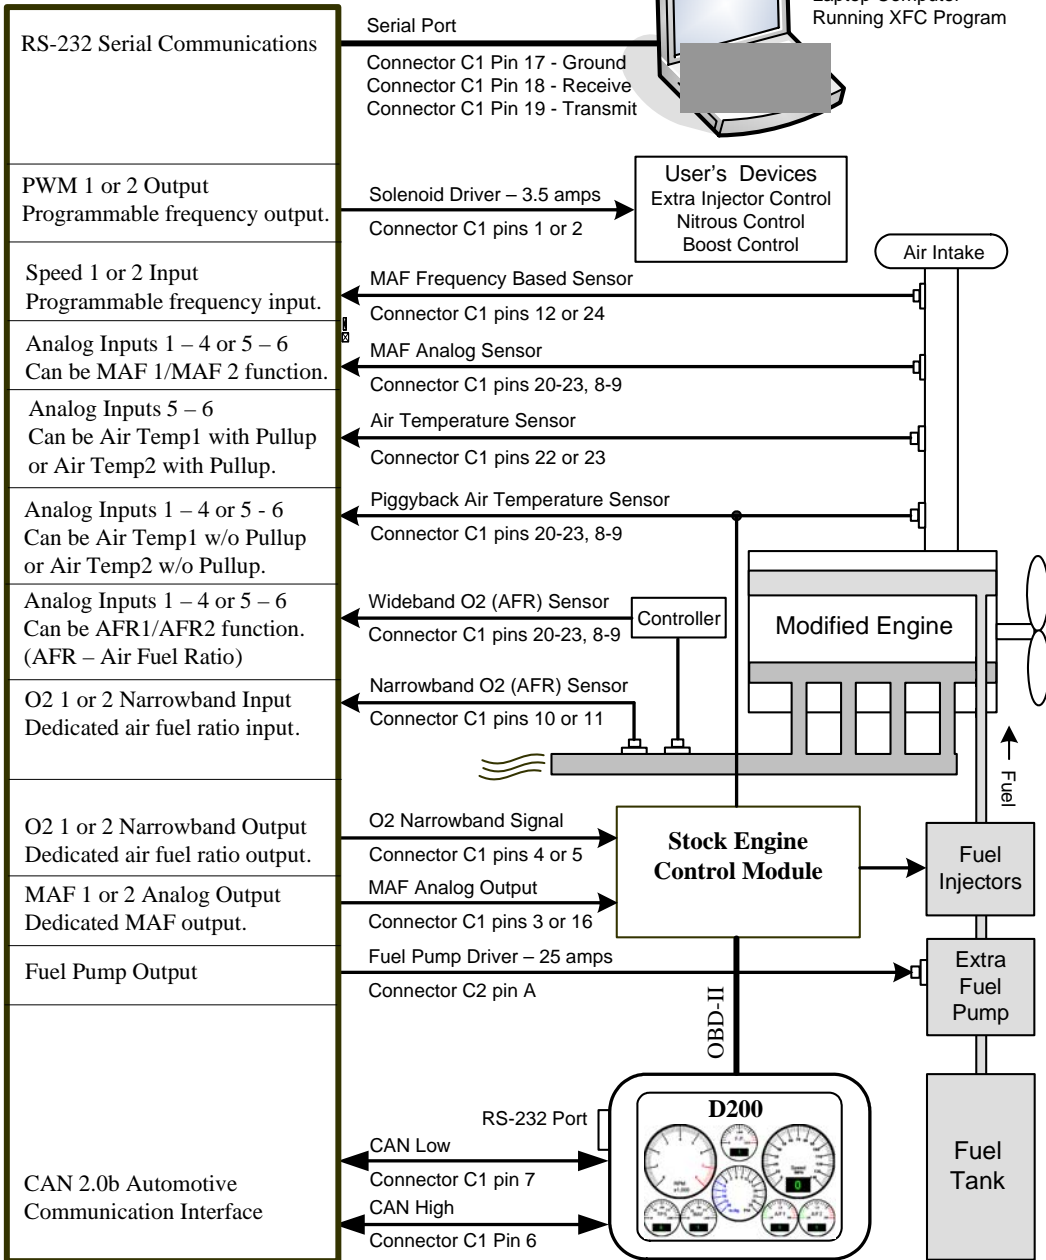 Running XFC Program
RS-232 Serial Communications
Serial Port
Connector C1 Pin 17 - Ground
Connector C1 Pin 18 - Receive
Connector C1 Pin 19 - Transmit
PWM 1 or 2 Output
Programmable frequency output.
Solenoid Driver – 3.5 amps
Connector C1 pins 1 or 2
User's Devices
Extra Injector Control
Nitrous Control
Boost Control
Air Intake
Speed 1 or 2 Input
Programmable frequency input.
MAF Frequency Based Sensor
Connector C1 pins 12 or 24
Analog Inputs 1 – 4 or 5 – 6
Can be MAF 1/MAF 2 function.
MAF Analog Sensor
Connector C1 pins 20-23, 8-9
Analog Inputs 5 – 6
Can be Air Temp1 with Pullup
or Air Temp2 with Pullup.
Air Temperature Sensor
Connector C1 pins 22 or 23
Analog Inputs 1 – 4 or 5 - 6
Can be Air Temp1 w/o Pullup
or Air Temp2 w/o Pullup.
Piggyback Air Temperature Sensor
Connector C1 pins 20-23, 8-9
Analog Inputs 1 – 4 or 5 – 6
Can be AFR1/AFR2 function.
(AFR – Air Fuel Ratio)
Wideband O2 (AFR) Sensor
Connector C1 pins 20-23, 8-9
Controller
Modified Engine
O2 1 or 2 Narrowband Input
Dedicated air fuel ratio input.
Narrowband O2 (AFR) Sensor
Connector C1 pins 10 or 11
Fuel
O2 1 or 2 Narrowband Output
Dedicated air fuel ratio output.
O2 Narrowband Signal
Connector C1 pins 4 or 5
Stock Engine
Control Module
Fuel
Injectors
MAF 1 or 2 Analog Output
Dedicated MAF output.
MAF Analog Output
Connector C1 pins 3 or 16
Fuel Pump Output
Fuel Pump Driver – 25 amps
Connector C2 pin A
Extra
Fuel
Pump
OBD-II
RS-232 Port
D200
CAN 2.0b Automotive
Communication Interface
CAN Low
Connector C1 pin 7
CAN High
Connector C1 Pin 6
Fuel
Tank